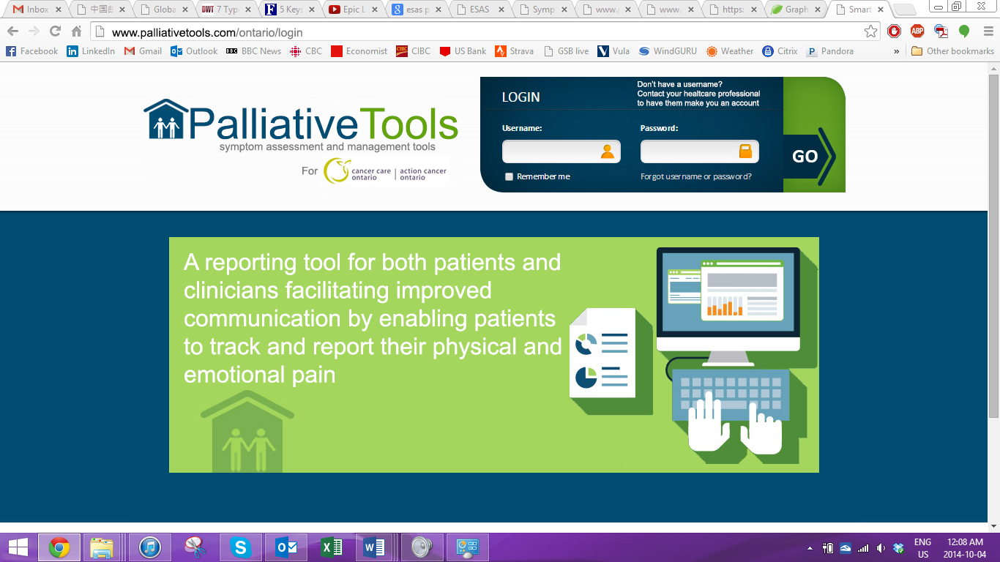 Inbox
中国
Globa
DWT 7 Type
F 5 Keys
Epic L
esas p
ESAS
Symp
www.
www.
https:
Graph
Smart
www.palliativetools.com/ontario/login
ABP
Facebook LinkedIn Gmail Outlook BBC BBC News CBC Economist CIBC CIBC US Bank Strava GSB live Vula WindGURU Weather Citrix Pandora » Other bookmarks
PalliativeTools
symptom assessment and management tools
For cancer care ontario | action cancer ontario
LOGIN
Don't have a username?
Contact your healtcare professional
to have them make you an account
Username: Password:
GO
Remember me Forgot username or password?
A reporting tool for both patients and
clinicians facilitating improved
communication by enabling patients
to track and report their physical and
emotional pain
ENG 12:08 AM
US 2014-10-04